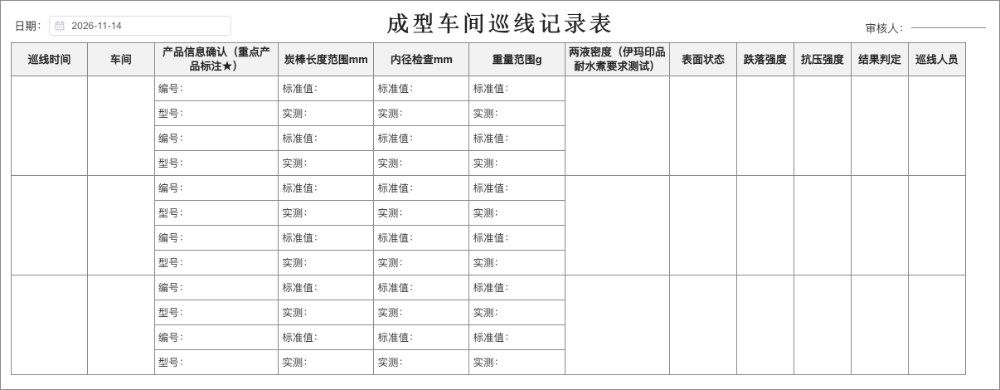 成型车间巡线记录表
日期： 2026-11-14
审核人：
巡线时间 车间 产品信息确认（重点产品标注★） 炭棒长度范围mm 内径检查mm 重量范围g 两液密度（伊玛印品耐水煮要求测试） 表面状态 跌落强度 抗压强度 结果判定 巡线人员
编号： 标准值： 标准值： 标准值：
型号： 实测： 实测： 实测：
编号： 标准值： 标准值： 标准值：
型号： 实测： 实测： 实测：
编号： 标准值： 标准值： 标准值：
型号： 实测： 实测： 实测：
编号： 标准值： 标准值： 标准值：
型号： 实测： 实测： 实测：
编号： 标准值： 标准值： 标准值：
型号： 实测： 实测： 实测：
编号： 标准值： 标准值： 标准值：
型号： 实测： 实测： 实测：